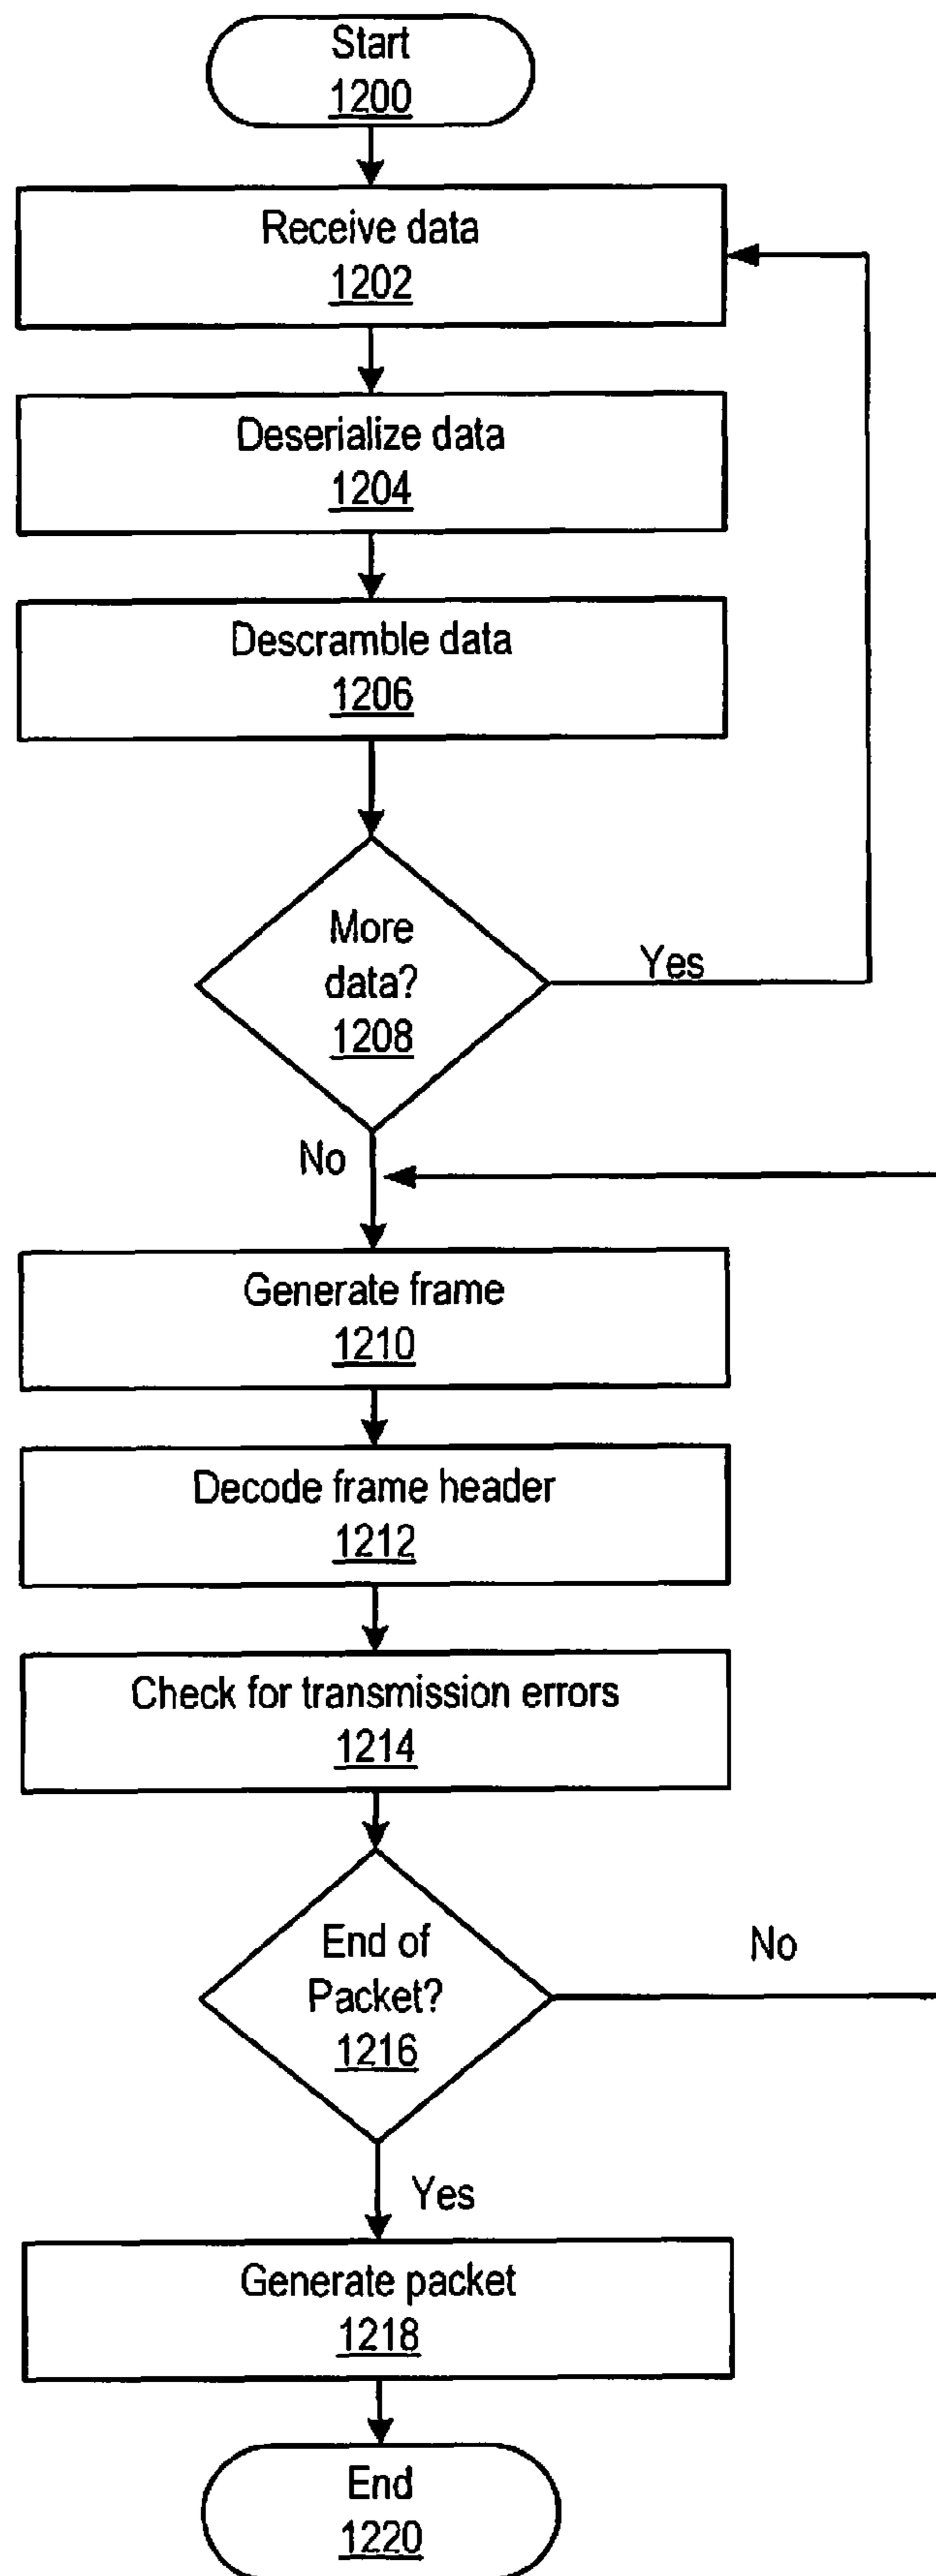 Start
1200
Receive data
1202
Deserialize data
1204
Descramble data
1206
More
data?
1208
Yes
No
Generate frame
1210
Decode frame header
1212
Check for transmission errors
1214
End of
Packet?
1216
No
Yes
Generate packet
1218
End
1220